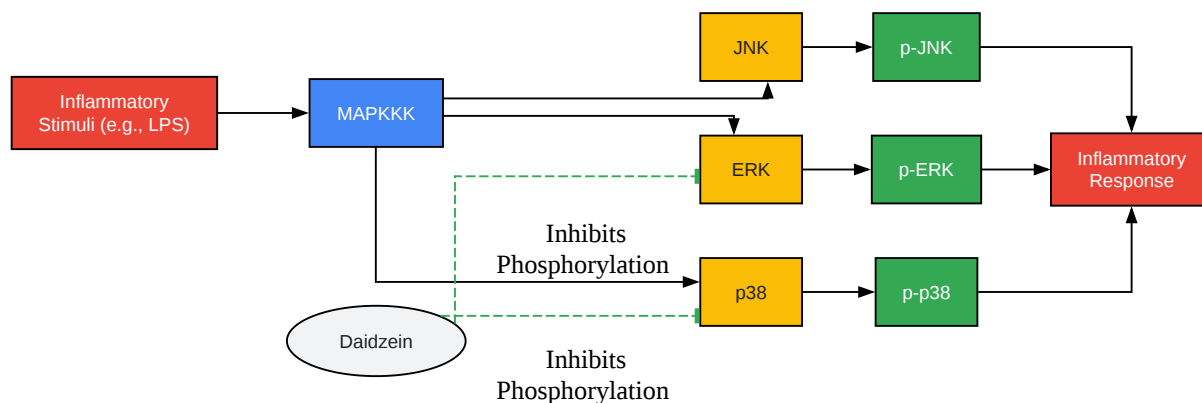 JNK
p-JNK
Inflammatory
Stimuli (e.g., LPS)
MAPKKK
ERK
p-ERK
Inflammatory
Response
Inhibits
Phosphorylation
p38
p-p38
Daidzein
Inhibits
Phosphorylation